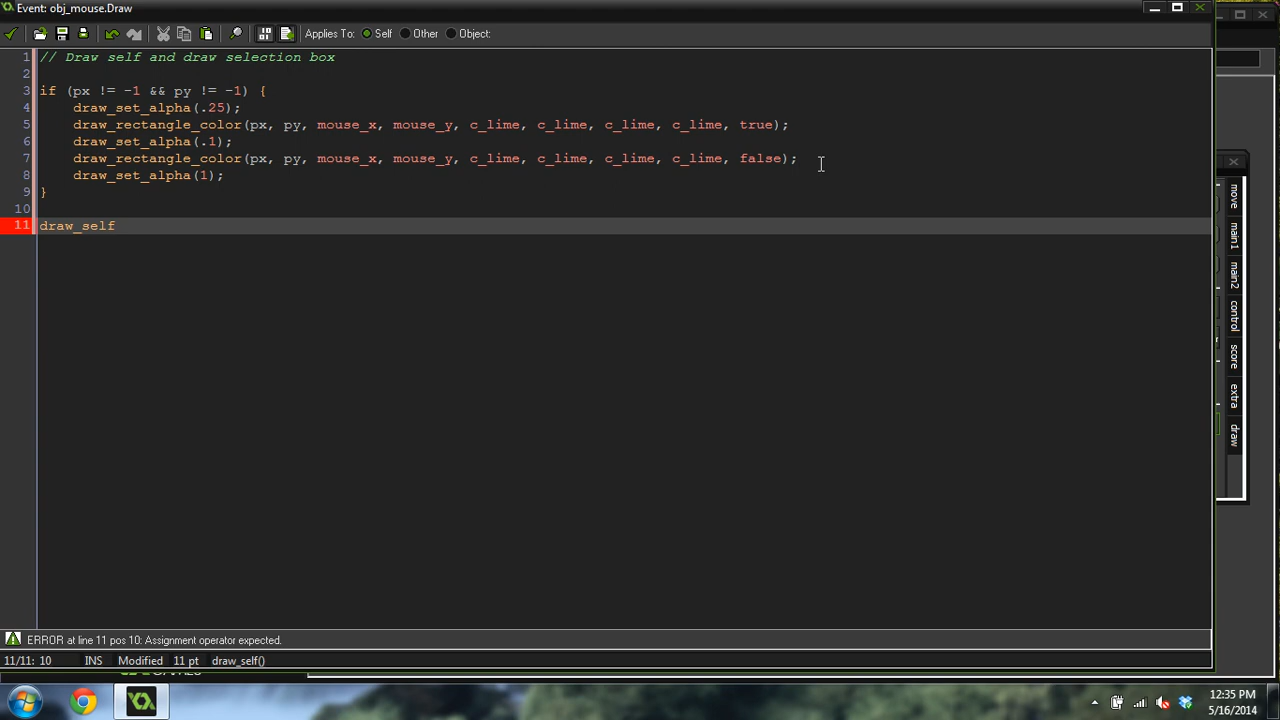 Event: obj_mouse.Draw
Applies To: Self Other Object:
1 // Draw self and draw selection box
2
3 if (px != -1 && py != -1) {
4 draw_set_alpha(.25);
5 draw_rectangle_color(px, py, mouse_x, mouse_y, c_lime, c_lime, c_lime, c_lime, true);
6 draw_set_alpha(.1);
7 draw_rectangle_color(px, py, mouse_x, mouse_y, c_lime, c_lime, c_lime, c_lime, false);
8 draw_set_alpha(1);
9 }
10
11 draw_self
move
main1
main2
control
score
extra
draw
ERROR at line 11 pos 10: Assignment operator expected.
11/11: 10 INS Modified 11 pt draw_self()
12:35 PM
5/16/2014